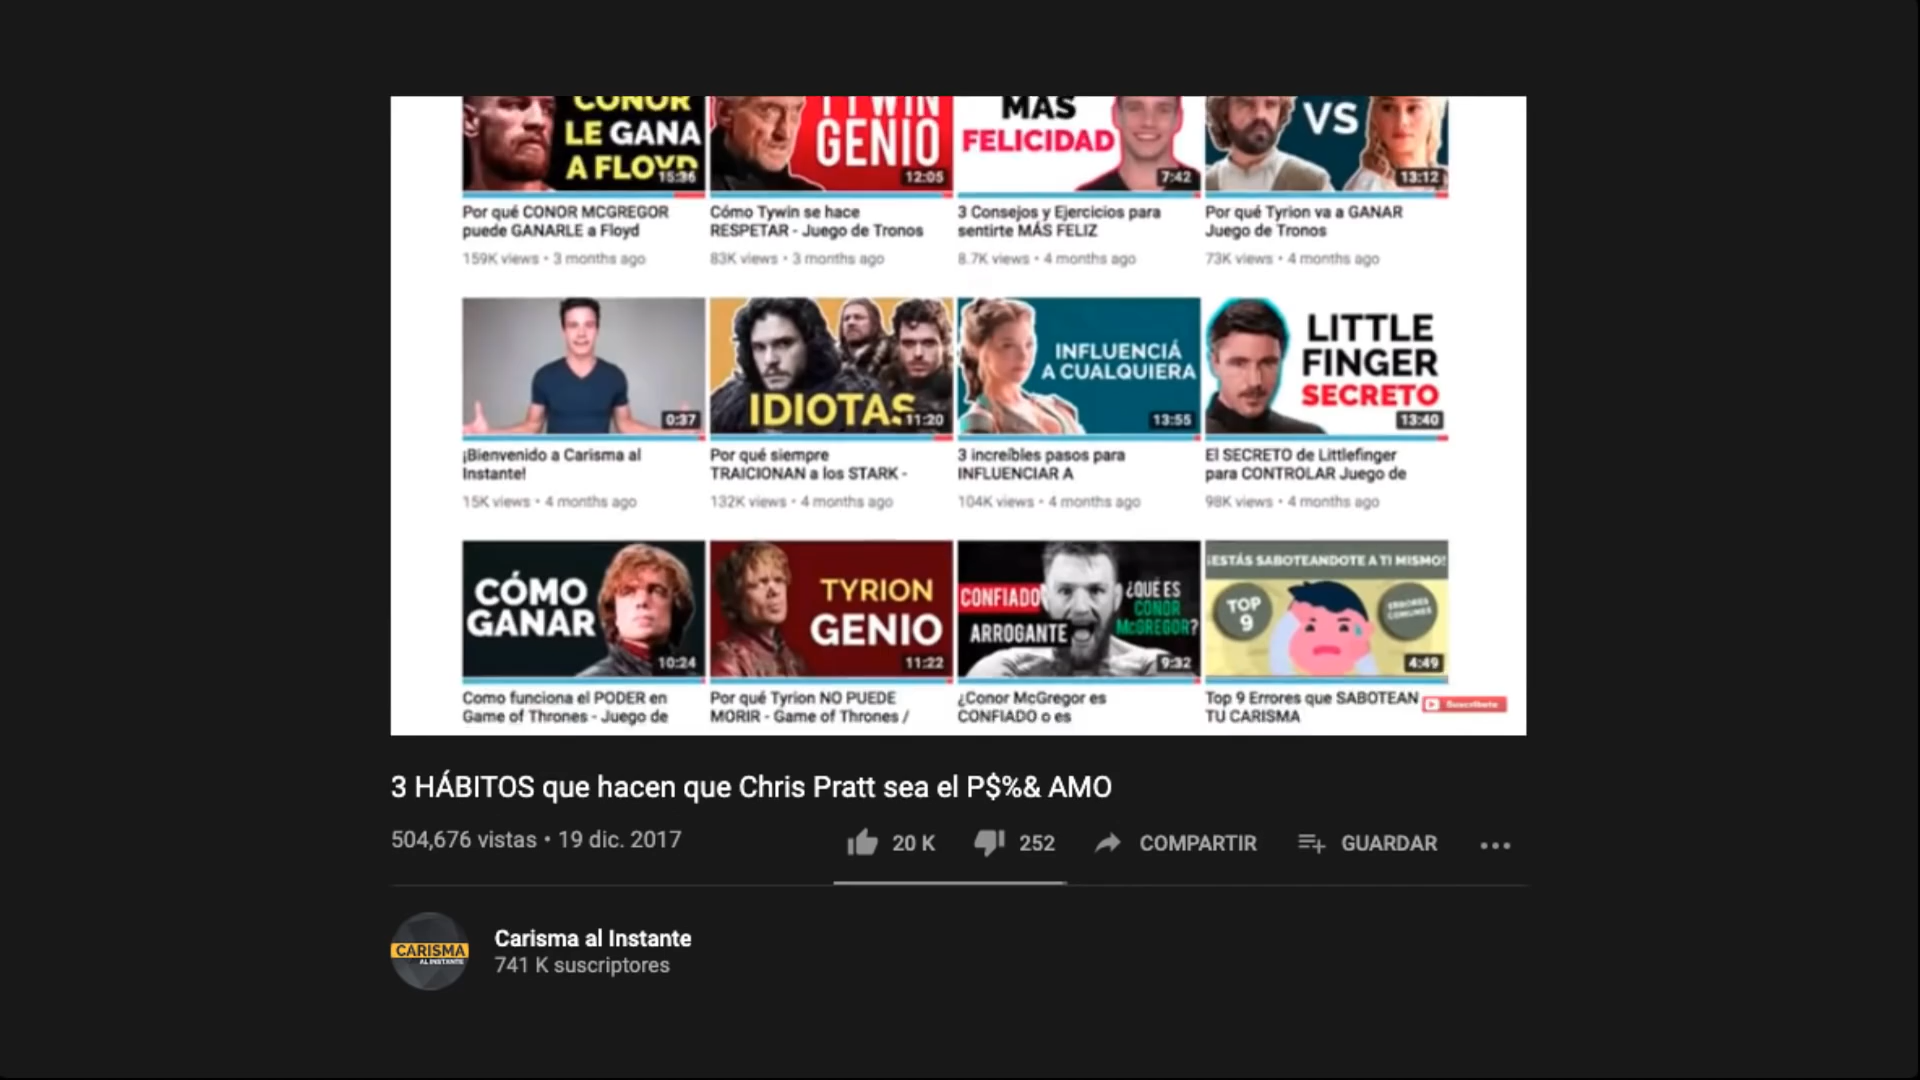 CONOR
LE GANA
A FLOYD
15:36
TYWIN
GENIO
12:05
MÁS
FELICIDAD
7:42
VS
13:12
Por qué CONOR MCGREGOR
puede GANARLE a Floyd
159K views • 3 months ago
Cómo Tywin se hace
RESPETAR - Juego de Tronos
83K views • 3 months ago
3 Consejos y Ejercicios para
sentirte MÁS FELIZ
8.7K views • 4 months ago
Por qué Tyrion va a GANAR
Juego de Tronos
73K views • 4 months ago
0:37
IDIOTAS
11:20
INFLUENCIÁ
A CUALQUIERA
13:55
LITTLE
FINGER
SECRETO
13:40
¡Bienvenido a Carisma al
Instante!
15K views • 4 months ago
Por qué siempre
TRAICIONAN a los STARK -
132K views • 4 months ago
3 increíbles pasos para
INFLUENCIAR A
104K views • 4 months ago
El SECRETO de Littlefinger
para CONTROLAR Juego de
98K views • 4 months ago
CÓMO
GANAR
10:24
TYRION
GENIO
11:22
CONFIADO
ARROGANTE
¿QUÉ ES
CONOR
McGREGOR?
9:32
¡ESTÁS SABOTEANDOTE A TI MISMO!
TOP
9
ERRORES
COMUNES
4:49
Como funciona el PODER en
Game of Thrones - Juego de
Por qué Tyrion NO PUEDE
MORIR - Game of Thrones /
¿Conor McGregor es
CONFIADO o es
Top 9 Errores que SABOTEAN
TU CARISMA
Suscríbete
3 HÁBITOS que hacen que Chris Pratt sea el P$%& AMO
504,676 vistas • 19 dic. 2017
20 K
252
COMPARTIR
GUARDAR
CARISMA
AL INSTANTE
Carisma al Instante
741 K suscriptores